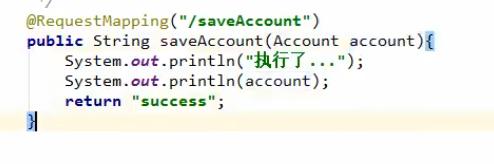 */
@RequestMapping("/saveAccount")
public String saveAccount(Account account){
System.out.println("执行了...");
System.out.println(account);
return "success";
}